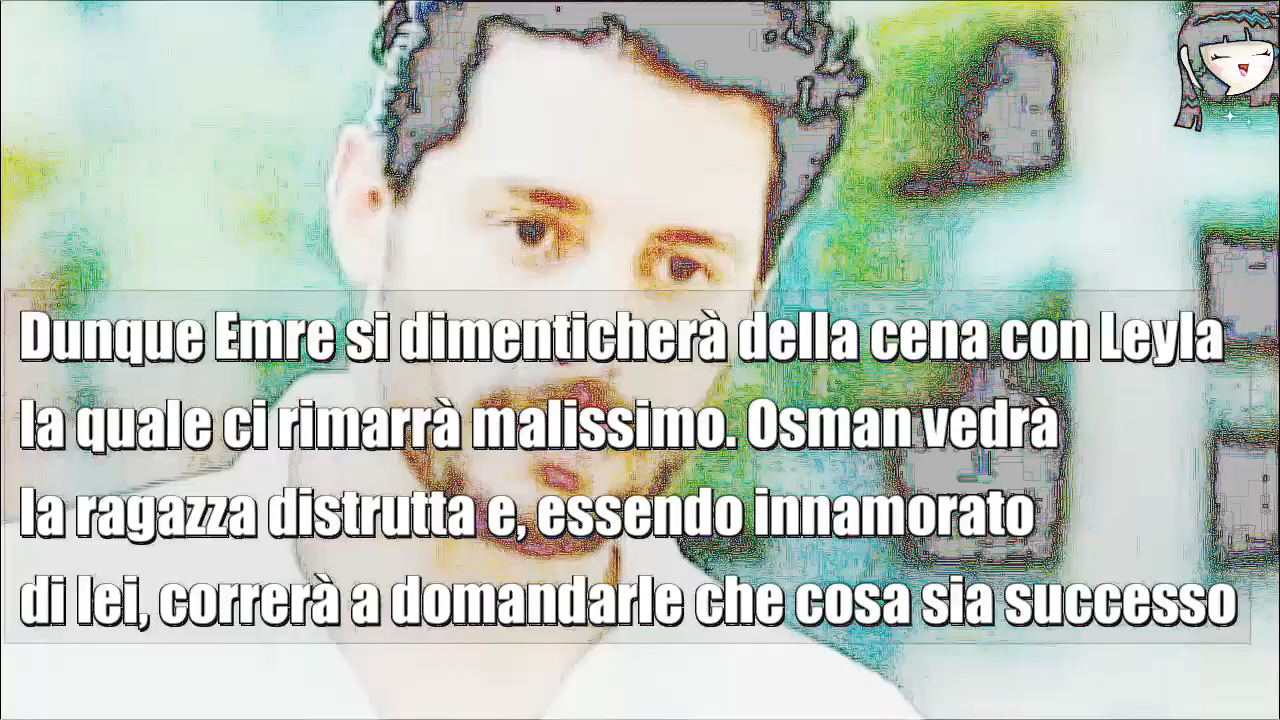 Dunque Emre si dimenticherà della cena con Leyla
la quale ci rimarrà malissimo. Osman vedrà
la ragazza distrutta e, essendo innamorato
di lei, correrà a domandarle che cosa sia successo